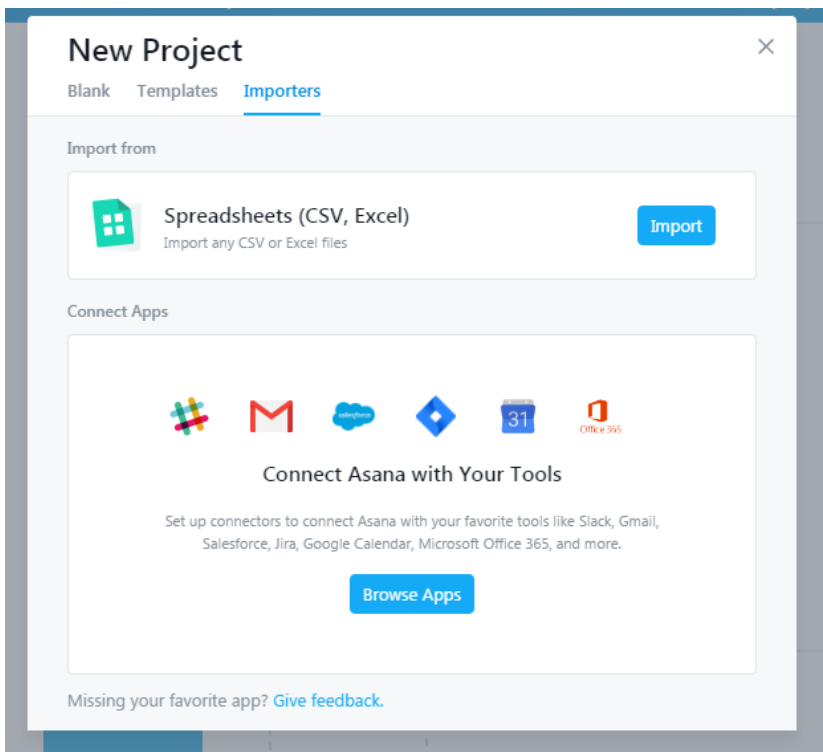 New Project
Blank Templates Importers
Import from
Spreadsheets (CSV, Excel)
Import any CSV or Excel files
Import
Connect Apps
salesforce
31
Office 365
Connect Asana with Your Tools
Set up connectors to connect Asana with your favorite tools like Slack, Gmail,
Salesforce, Jira, Google Calendar, Microsoft Office 365, and more.
Browse Apps
Missing your favorite app? Give feedback.